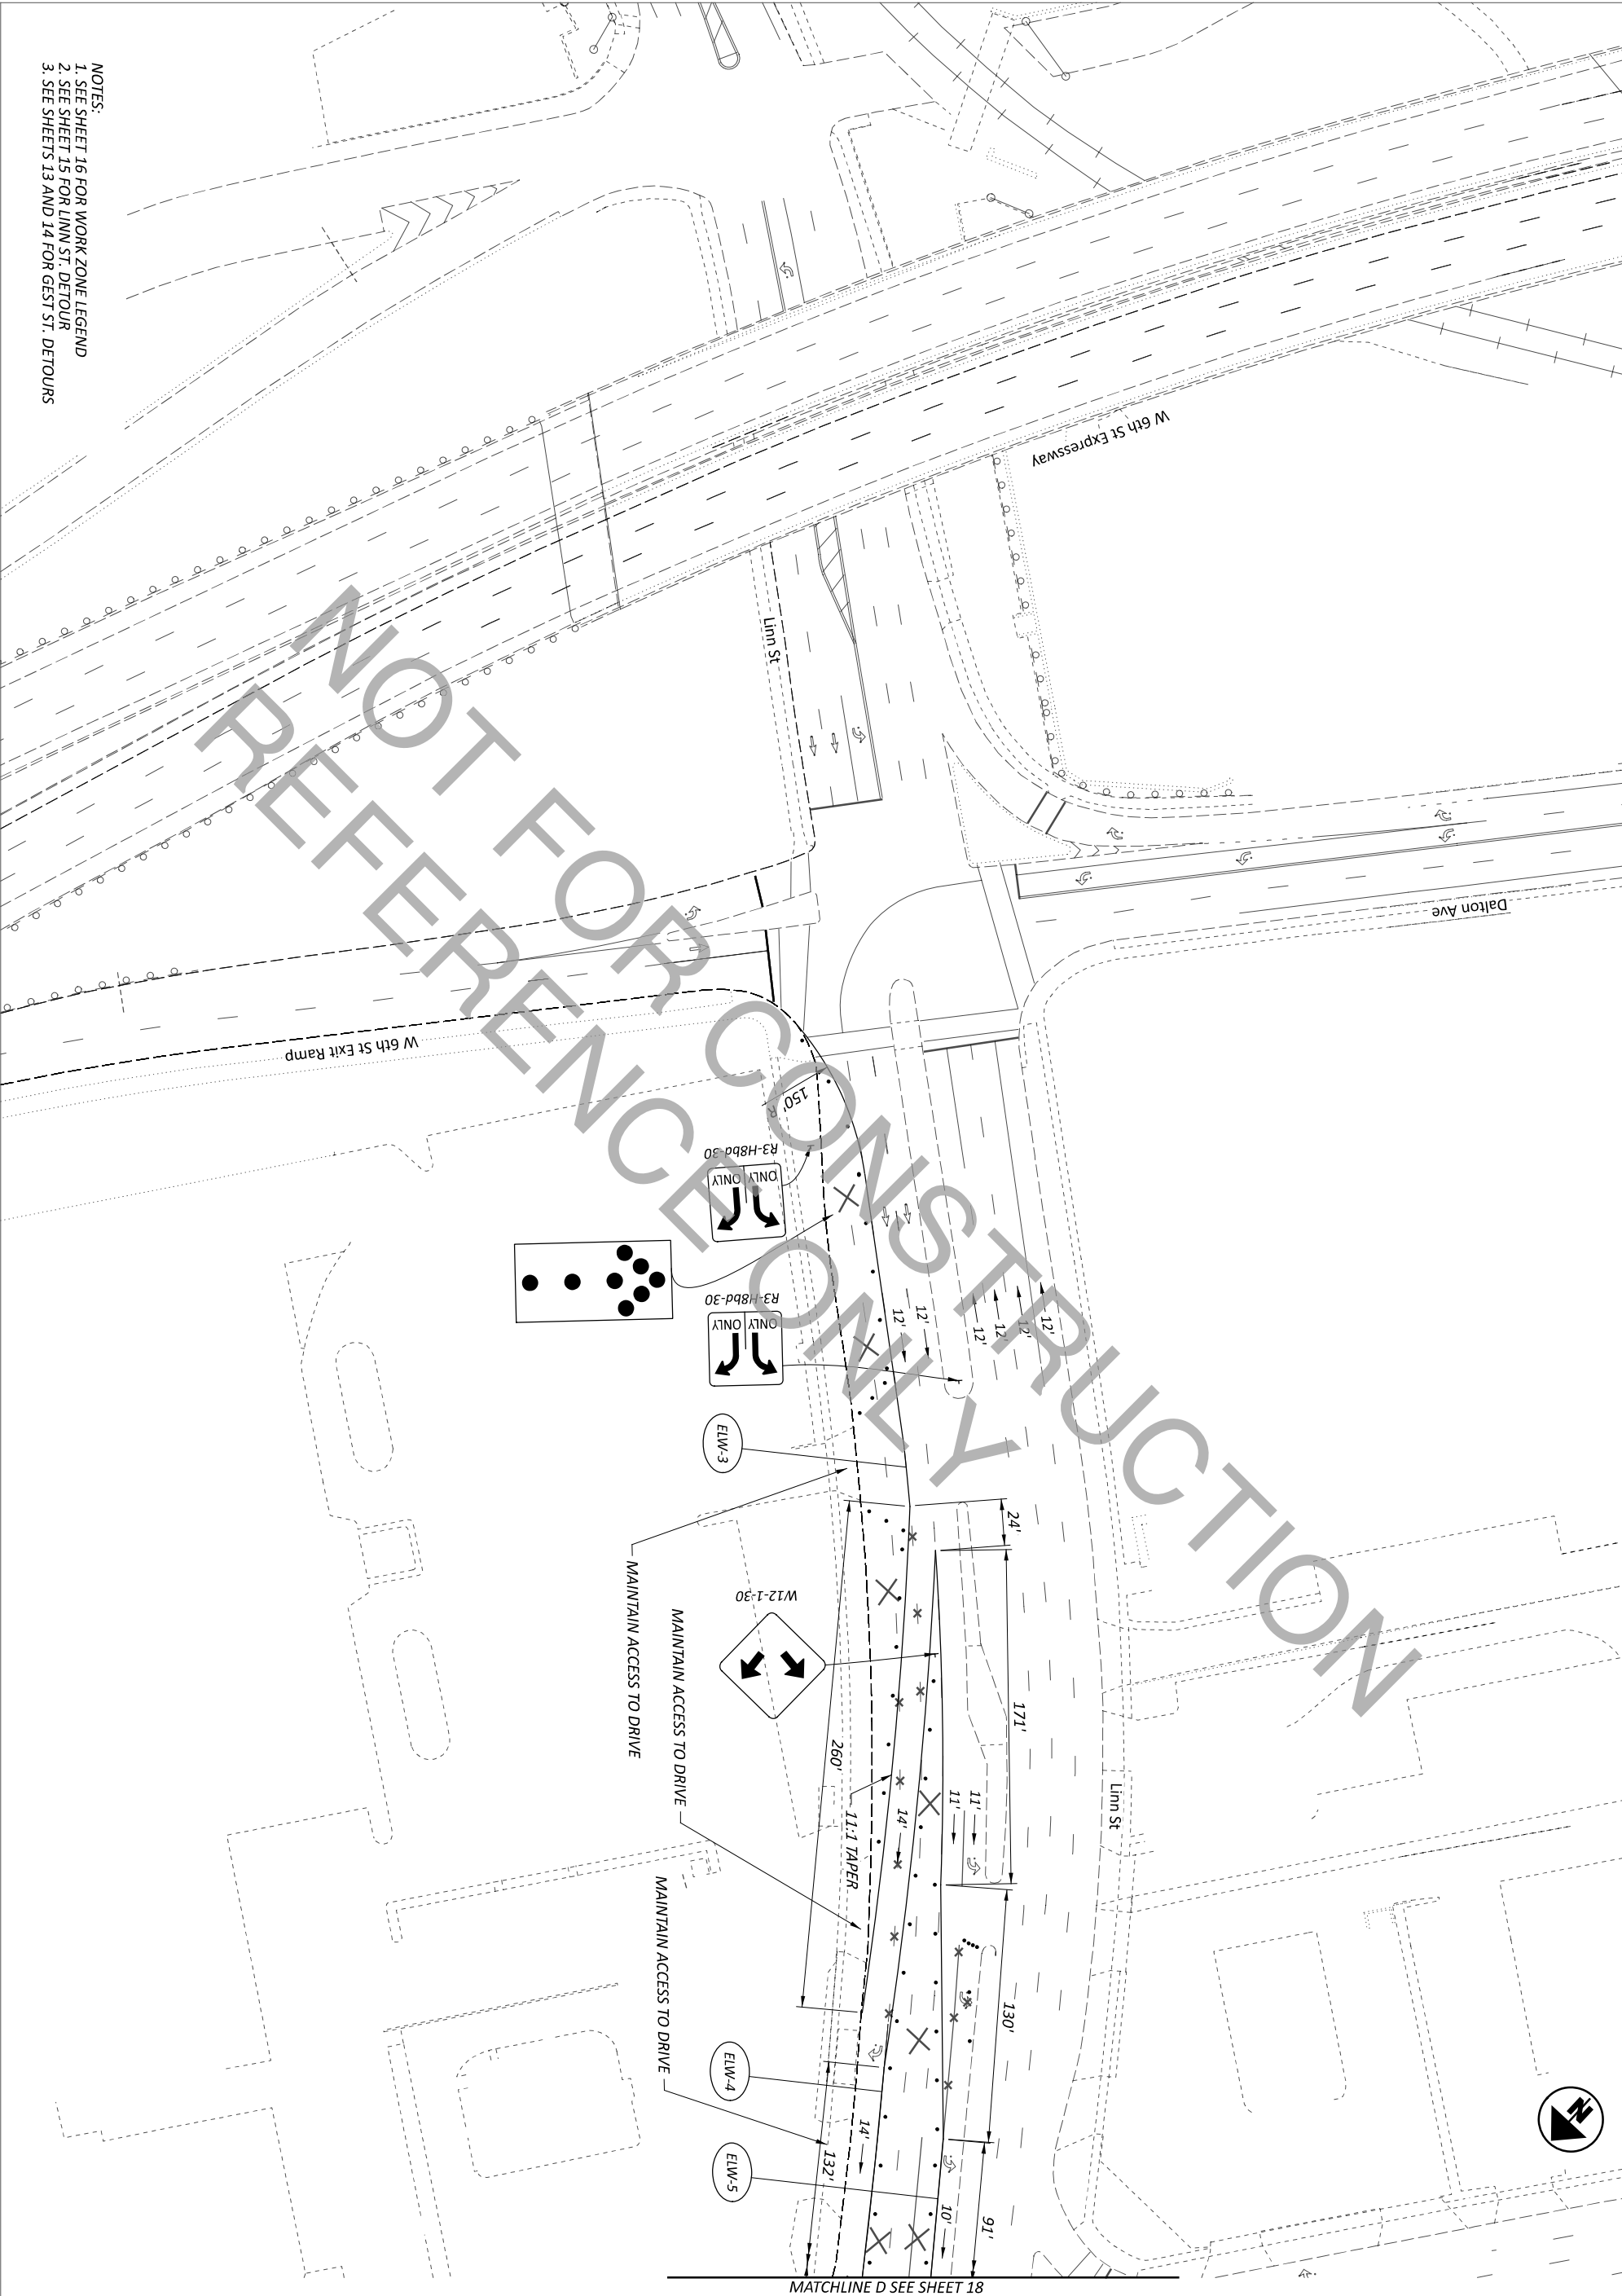 NOTES:
1. SEE SHEET 16 FOR WORK ZONE LEGEND
2. SEE SHEET 15 FOR LINN ST. DETOUR
3. SEE SHEETS 13 AND 14 FOR GEST ST. DETOURS
W 6th St Expressway
Linn St
Dalton Ave
W 6th St Exit Ramp
NOT FOR CONSTRUCTION
REFERENCE ONLY
150' R
R3-H8bd-30
ONLY ONLY
R3-H8bd-30
ONLY ONLY
12'
12'
12'
12'
12'
12'
ELW-3
24'
MAINTAIN ACCESS TO DRIVE
MAINTAIN ACCESS TO DRIVE
W12-1-30
171'
260'
11:1 TAPER
14'
11'
11'
Linn St
MAINTAIN ACCESS TO DRIVE
130'
ELW-4
14'
132'
ELW-5
10'
91'
N
MATCHLINE D SEE SHEET 18